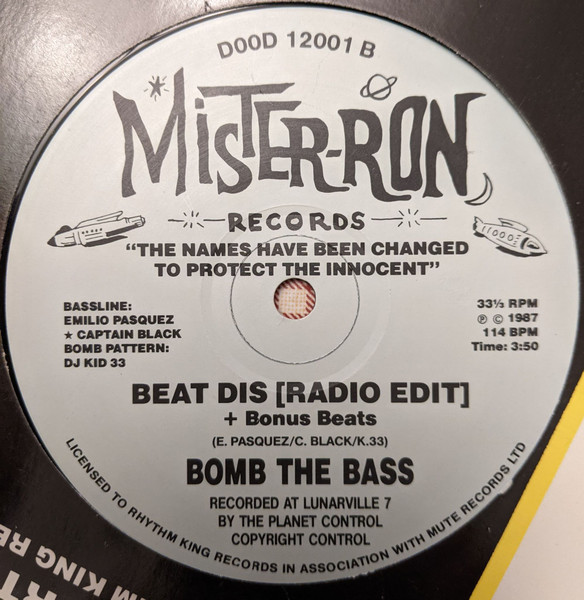 DOOD 12001 B
MiSTER-RON
RECORDS
"THE NAMES HAVE BEEN CHANGED
TO PROTECT THE INNOCENT"
BASSLINE:
EMILIO PASQUEZ
★ CAPTAIN BLACK
BOMB PATTERN:
DJ KID 33
33⅓ RPM
℗ © 1987
114 BPM
Time: 3:50
BEAT DIS [RADIO EDIT]
+ Bonus Beats
(E. PASQUEZ/C. BLACK/K.33)
BOMB THE BASS
RECORDED AT LUNARVILLE 7
BY THE PLANET CONTROL
COPYRIGHT CONTROL
LICENSED TO RHYTHM KING RECORDS IN ASSOCIATION WITH MUTE RECORDS LTD
KING RE